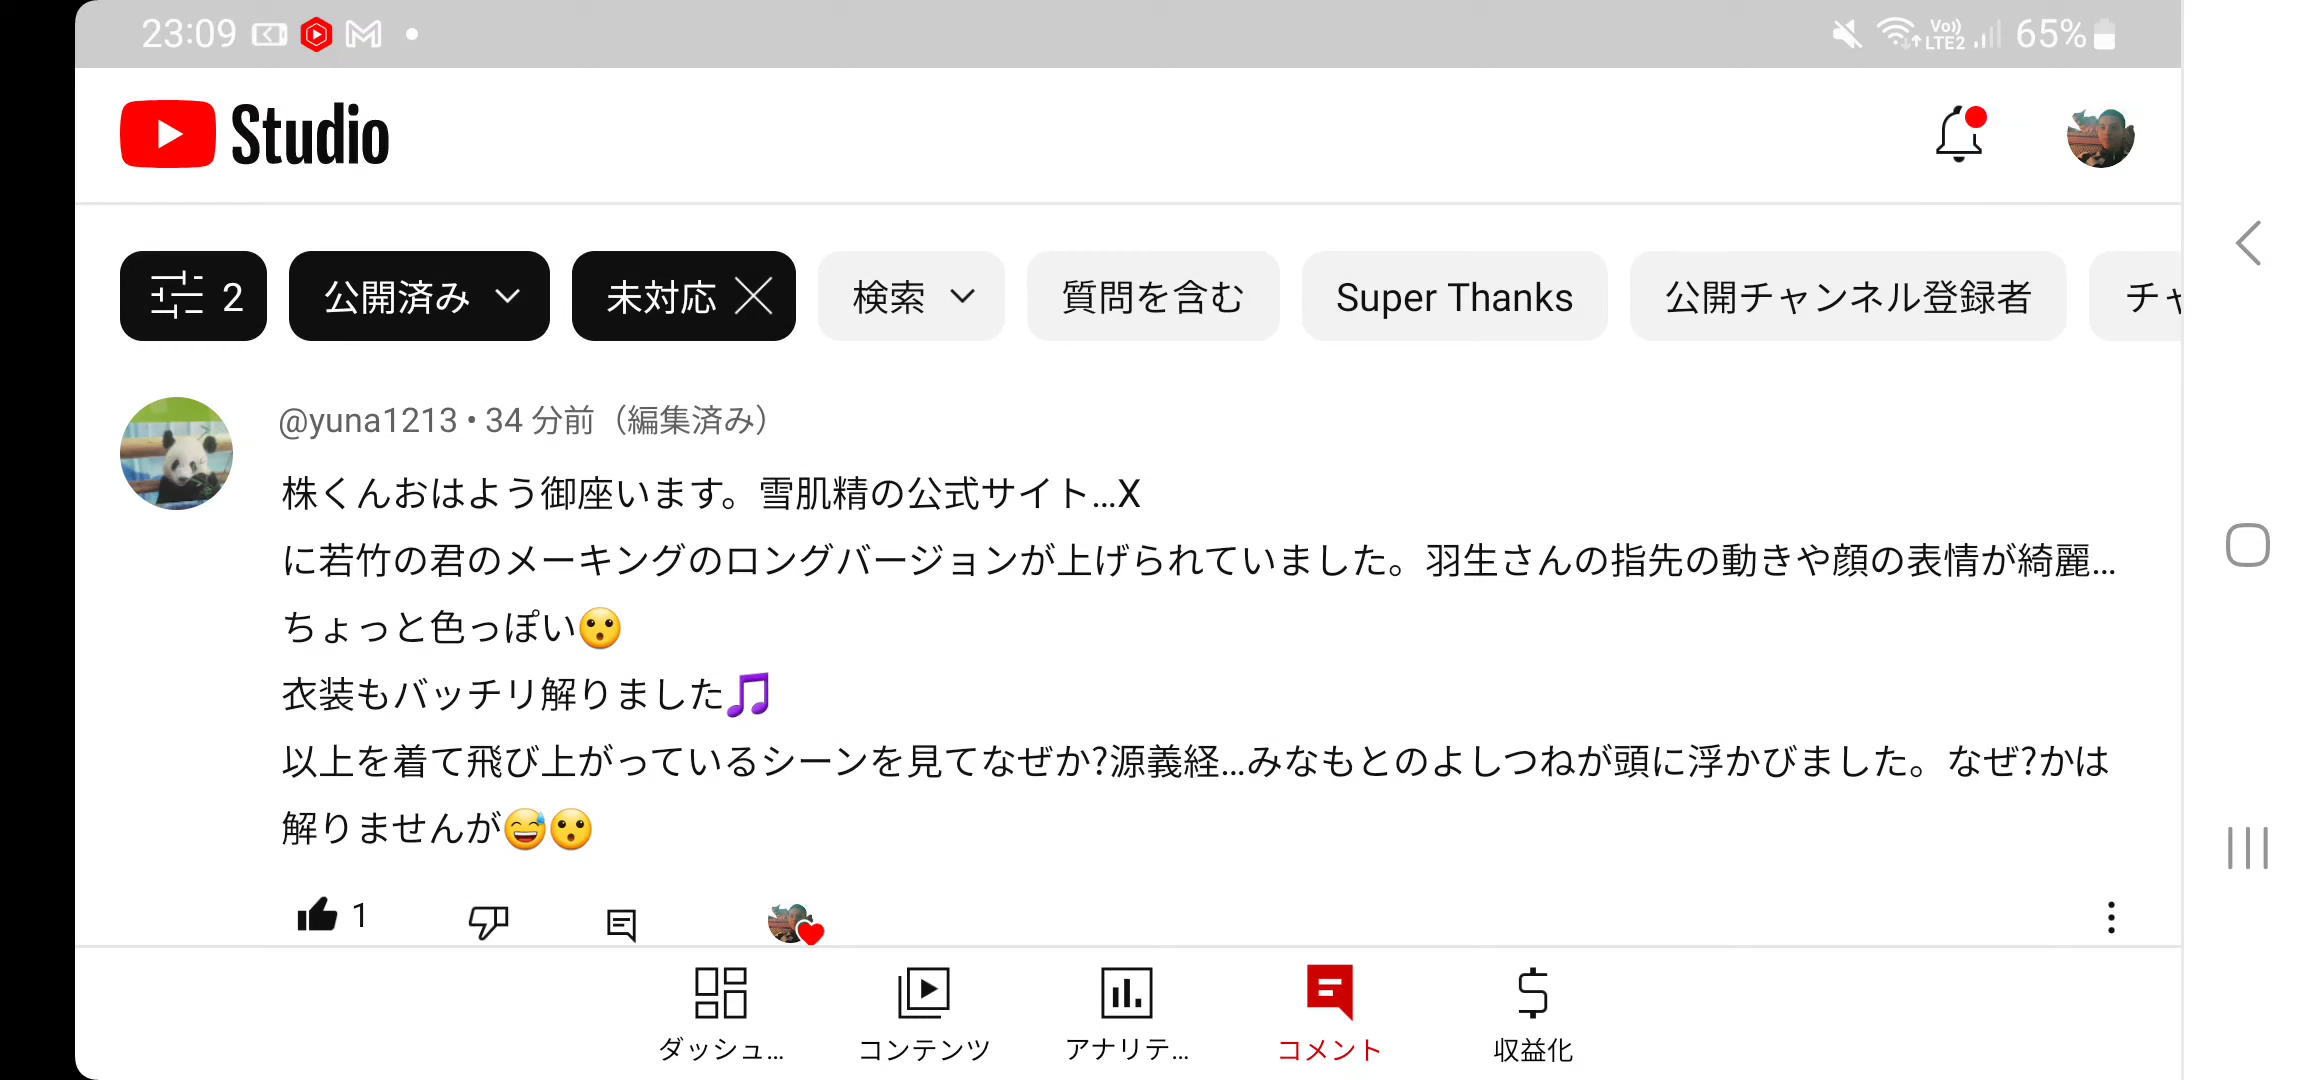 23:09
Vo)) LTE2 65%
Studio
2 公開済み 未対応 検索 質問を含む Super Thanks 公開チャンネル登録者 チャ
@yuna1213 • 34 分前（編集済み）
株くんおはよう御座います。雪肌精の公式サイト...X
に若竹の君のメーキングのロングバージョンが上げられていました。羽生さんの指先の動きや顔の表情が綺麗...
ちょっと色っぽい😮
衣装もバッチリ解りました🎵
以上を着て飛び上がっているシーンを見てなぜか?源義経...みなもとのよしつねが頭に浮かびました。なぜ?かは
解りませんが😅😮
1
ダッシュ... コンテンツ アナリテ... コメント 収益化